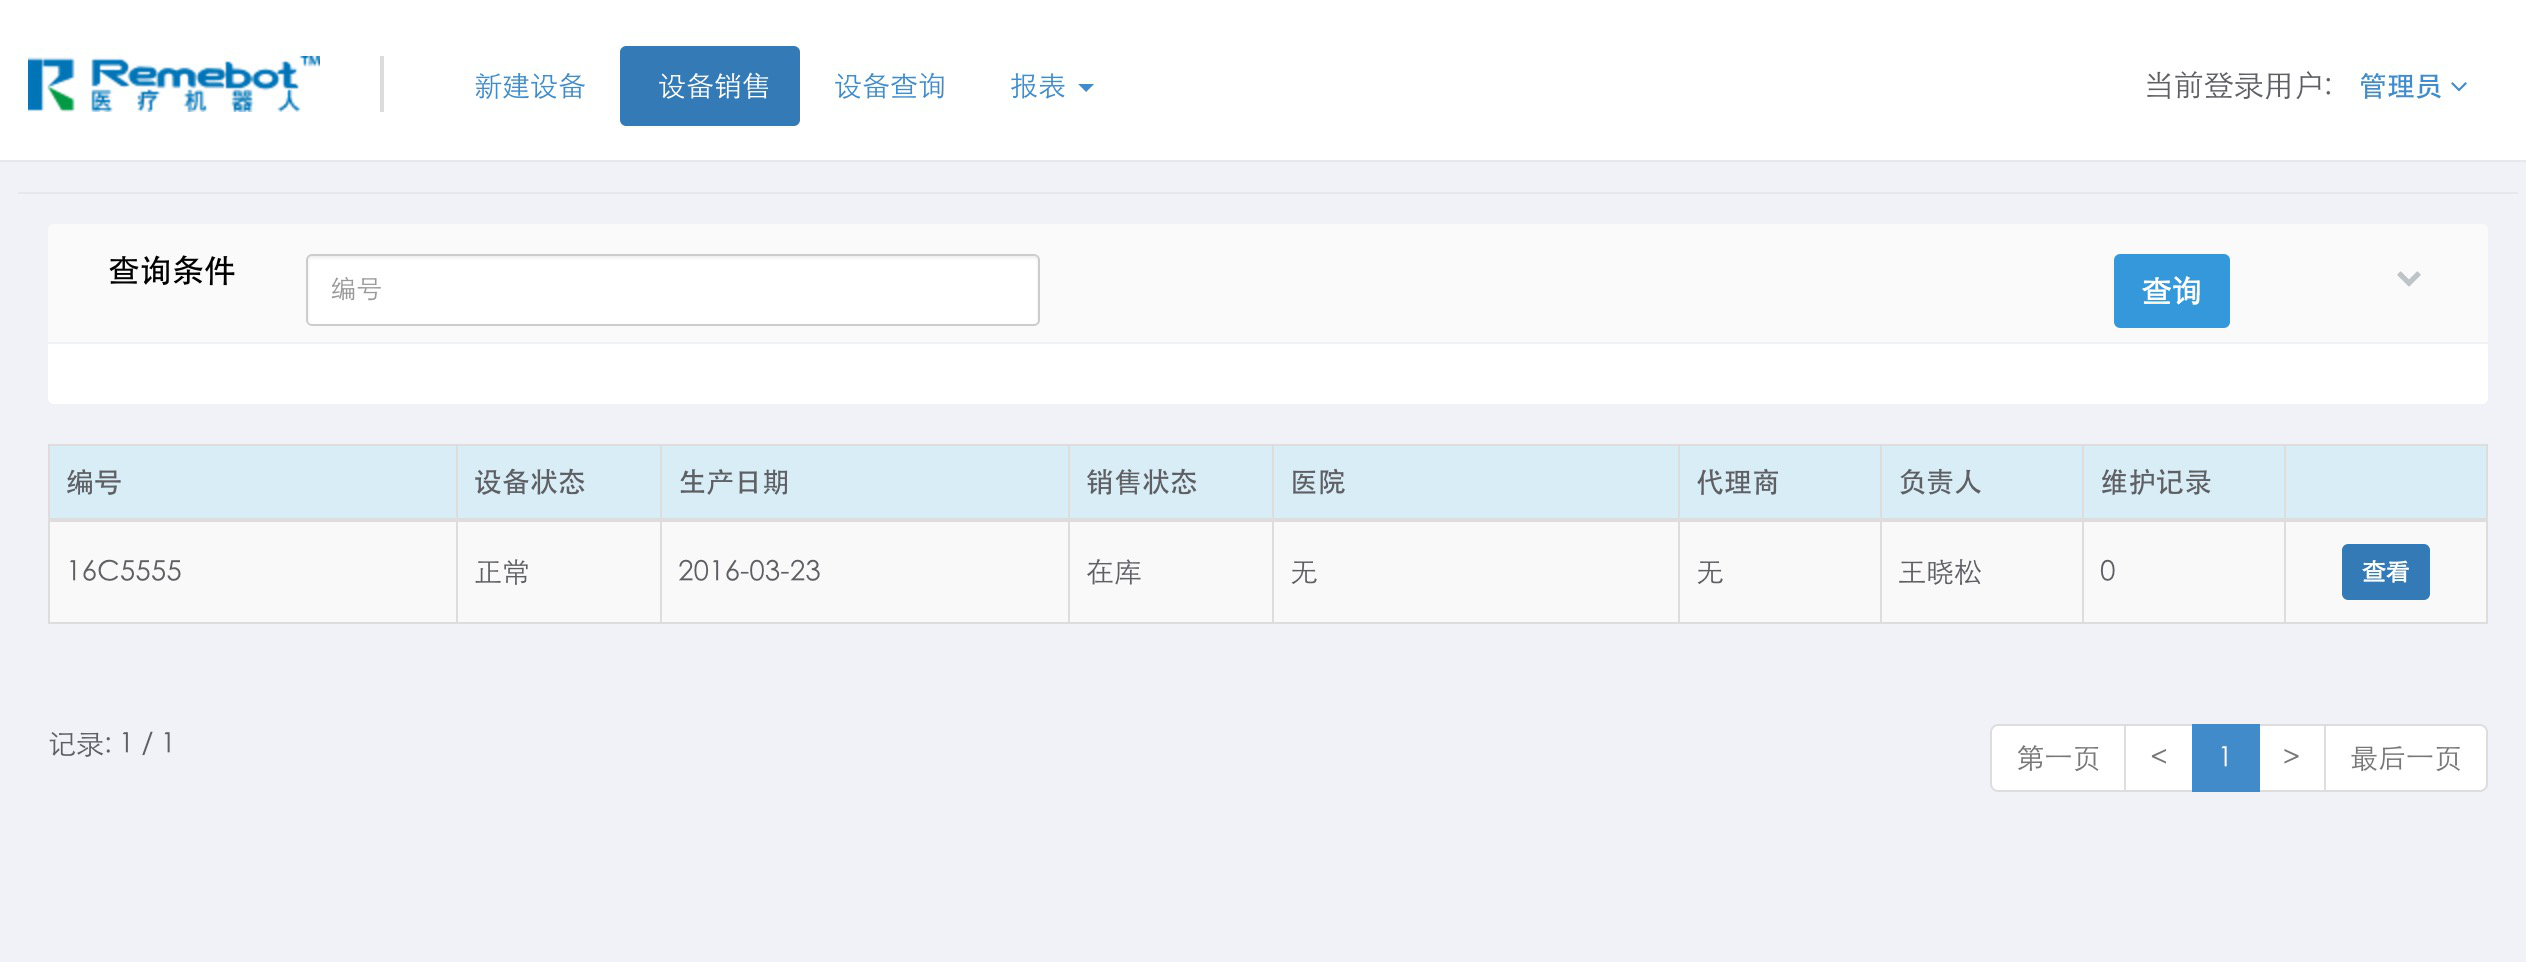 Remebot™
医疗机器人
新建设备 设备销售 设备查询 报表
当前登录用户: 管理员
查询条件 编号 查询
编号 设备状态 生产日期 销售状态 医院 代理商 负责人 维护记录
16C5555 正常 2016-03-23 在库 无 无 王晓松 0 查看
记录: 1 / 1
第一页 < 1 > 最后一页